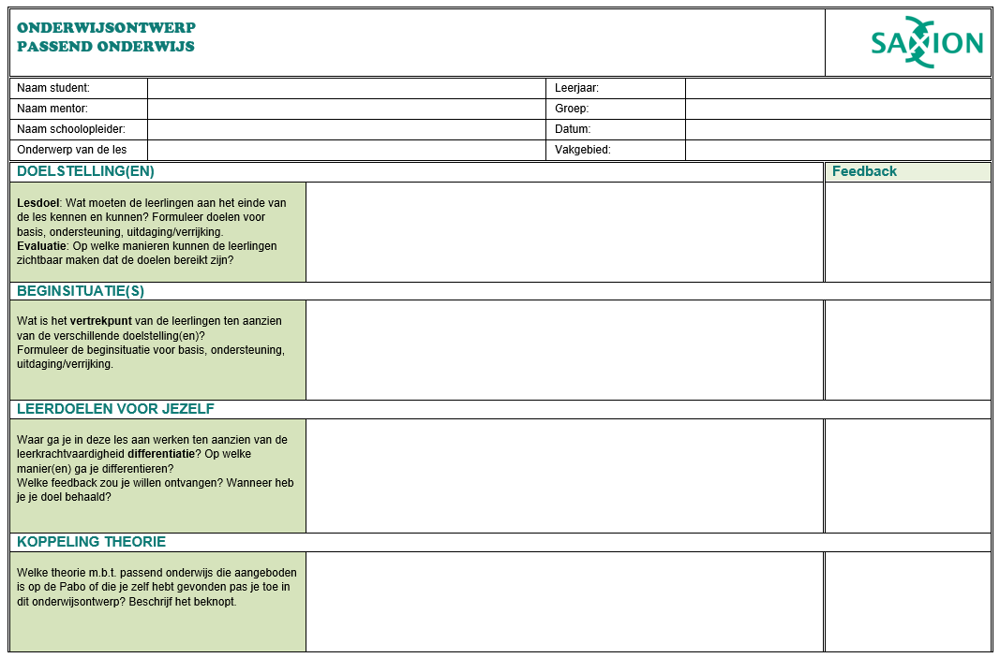 ONDERWIJSONTWERP
PASSEND ONDERWIJS
SAXION
Naam student:
Leerjaar:
Naam mentor:
Groep:
Naam schoolopleider:
Datum:
Onderwerp van de les
Vakgebied:
DOELSTELLING(EN)
Feedback
Lesdoel: Wat moeten de leerlingen aan het einde van
de les kennen en kunnen? Formuleer doelen voor
basis, ondersteuning, uitdaging/verrijking.
Evaluatie: Op welke manieren kunnen de leerlingen
zichtbaar maken dat de doelen bereikt zijn?
BEGINSITUATIE(S)
Wat is het vertrekpunt van de leerlingen ten aanzien
van de verschillende doelstelling(en)?
Formuleer de beginsituatie voor basis, ondersteuning,
uitdaging/verrijking.
LEERDOELEN VOOR JEZELF
Waar ga je in deze les aan werken ten aanzien van de
leerkrachtvaardigheid differentiatie? Op welke
manier(en) ga je differentieren?
Welke feedback zou je willen ontvangen? Wanneer heb
je je doel behaald?
KOPPELING THEORIE
Welke theorie m.b.t. passend onderwijs die aangeboden
is op de Pabo of die je zelf hebt gevonden pas je toe in
dit onderwijsontwerp? Beschrijf het beknopt.